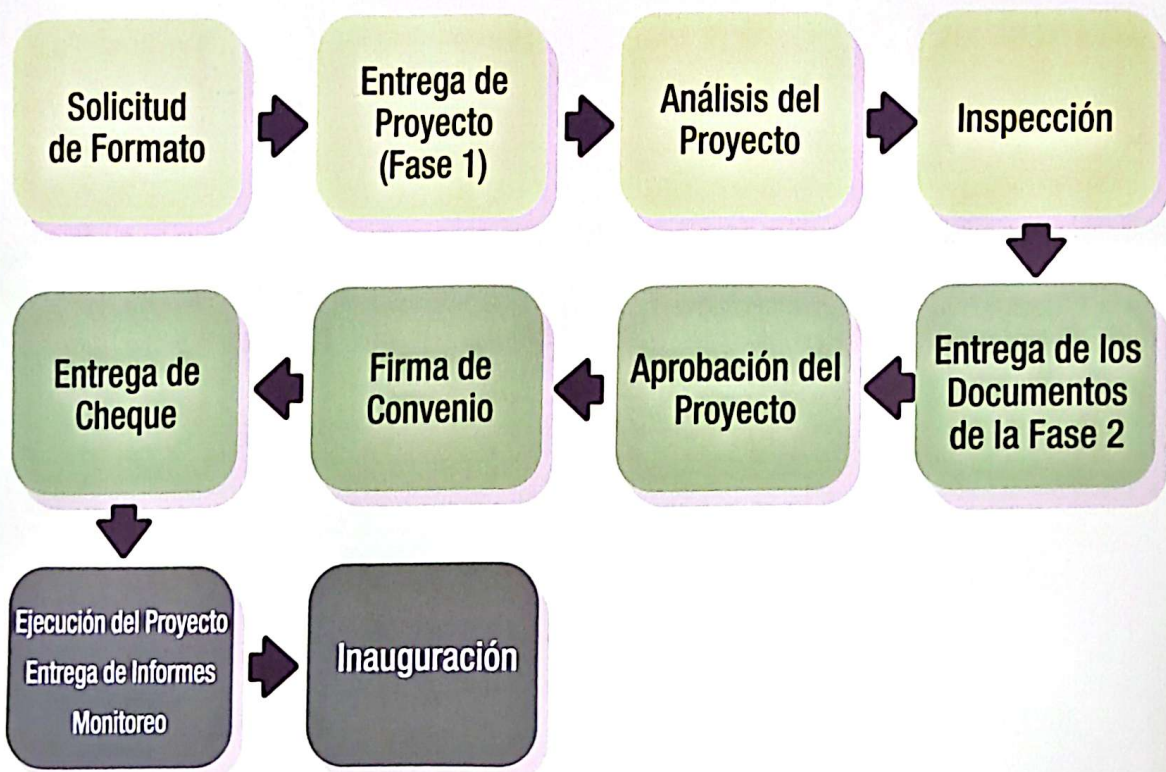 Solicitud
de Formato
Entrega de
Proyecto
(Fase 1)
Análisis del
Proyecto
Inspección
Entrega de los
Documentos
de la Fase 2
Aprobación del
Proyecto
Firma de
Convenio
Entrega de
Cheque
Ejecución del Proyecto
Entrega de Informes
Monitoreo
Inauguración